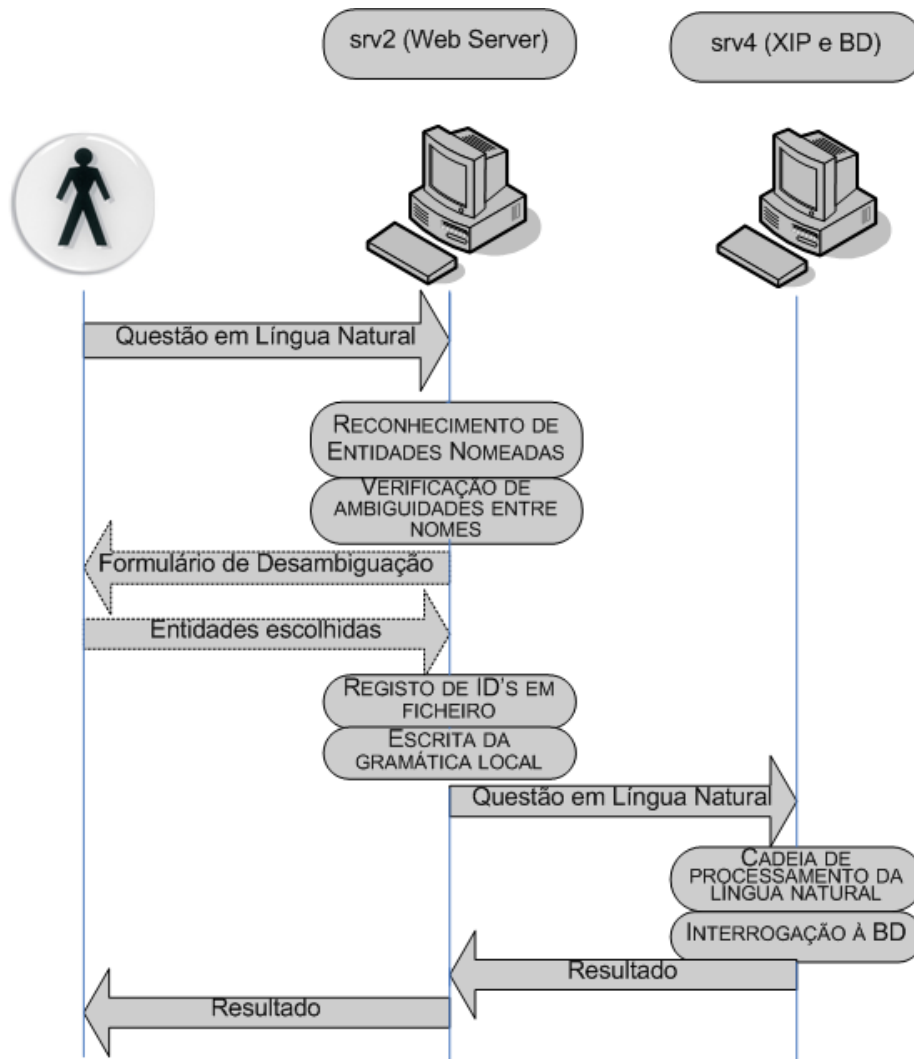 srv2 (Web Server)
srv4 (XIP e BD)
Questão em Língua Natural
RECONHECIMENTO DE
ENTIDADES NOMEADAS
VERIFICAÇÃO DE
AMBIGUIDADES ENTRE
NOMES
Formulário de Desambiguação
Entidades escolhidas
REGISTO DE ID'S EM
FICHEIRO
ESCRITA DA
GRAMÁTICA LOCAL
Questão em Língua Natural
CADEIA DE
PROCESSAMENTO DA
LÍNGUA NATURAL
INTERROGAÇÃO À BD
Resultado
Resultado